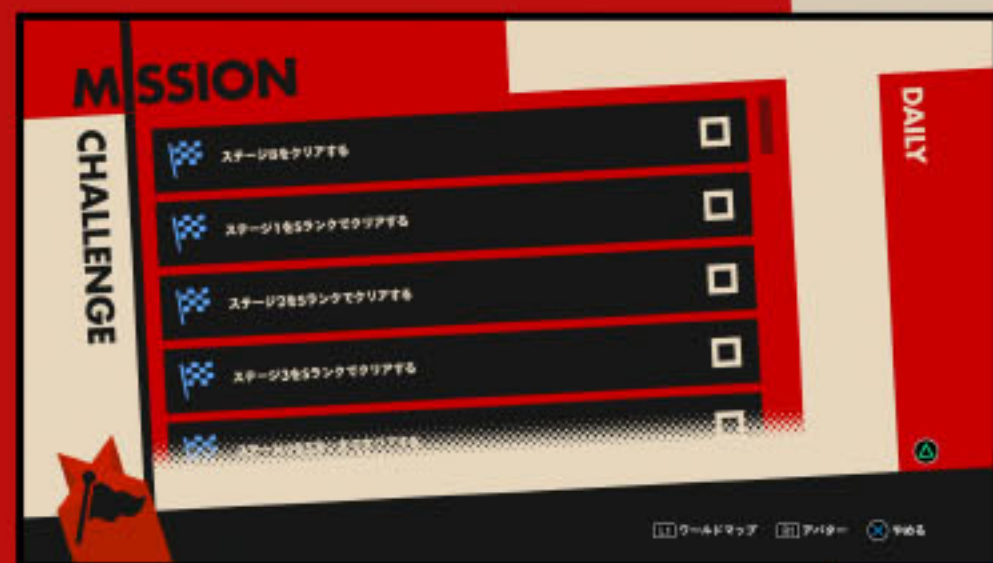 MISSION
DAILY
CHALLENGE
ステージ8をクリアする
ステージ1をSランクでクリアする
ステージ2をSランクでクリアする
ステージ3をSランクでクリアする
L1 ワールドマップ R1 アバター やめる